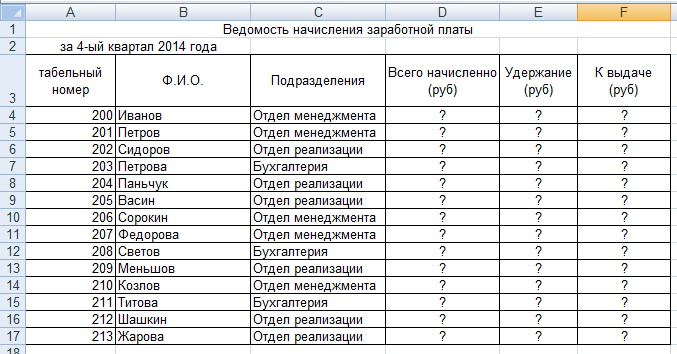 A B C D E F
1 Ведомость начисления заработной платы
2 за 4-ый квартал 2014 года
3 табельный номер Ф.И.О. Подразделения Всего начисленно (руб) Удержание (руб) К выдаче (руб)
4 200 Иванов Отдел менеджмента ? ? ?
5 201 Петров Отдел менеджмента ? ? ?
6 202 Сидоров Отдел реализации ? ? ?
7 203 Петрова Бухгалтерия ? ? ?
8 204 Паньчук Отдел реализации ? ? ?
9 205 Васин Отдел реализации ? ? ?
10 206 Сорокин Отдел менеджмента ? ? ?
11 207 Федорова Отдел менеджмента ? ? ?
12 208 Светов Бухгалтерия ? ? ?
13 209 Меньшов Отдел реализации ? ? ?
14 210 Козлов Отдел менеджмента ? ? ?
15 211 Титова Бухгалтерия ? ? ?
16 212 Шашкин Отдел реализации ? ? ?
17 213 Жарова Отдел реализации ? ? ?
18